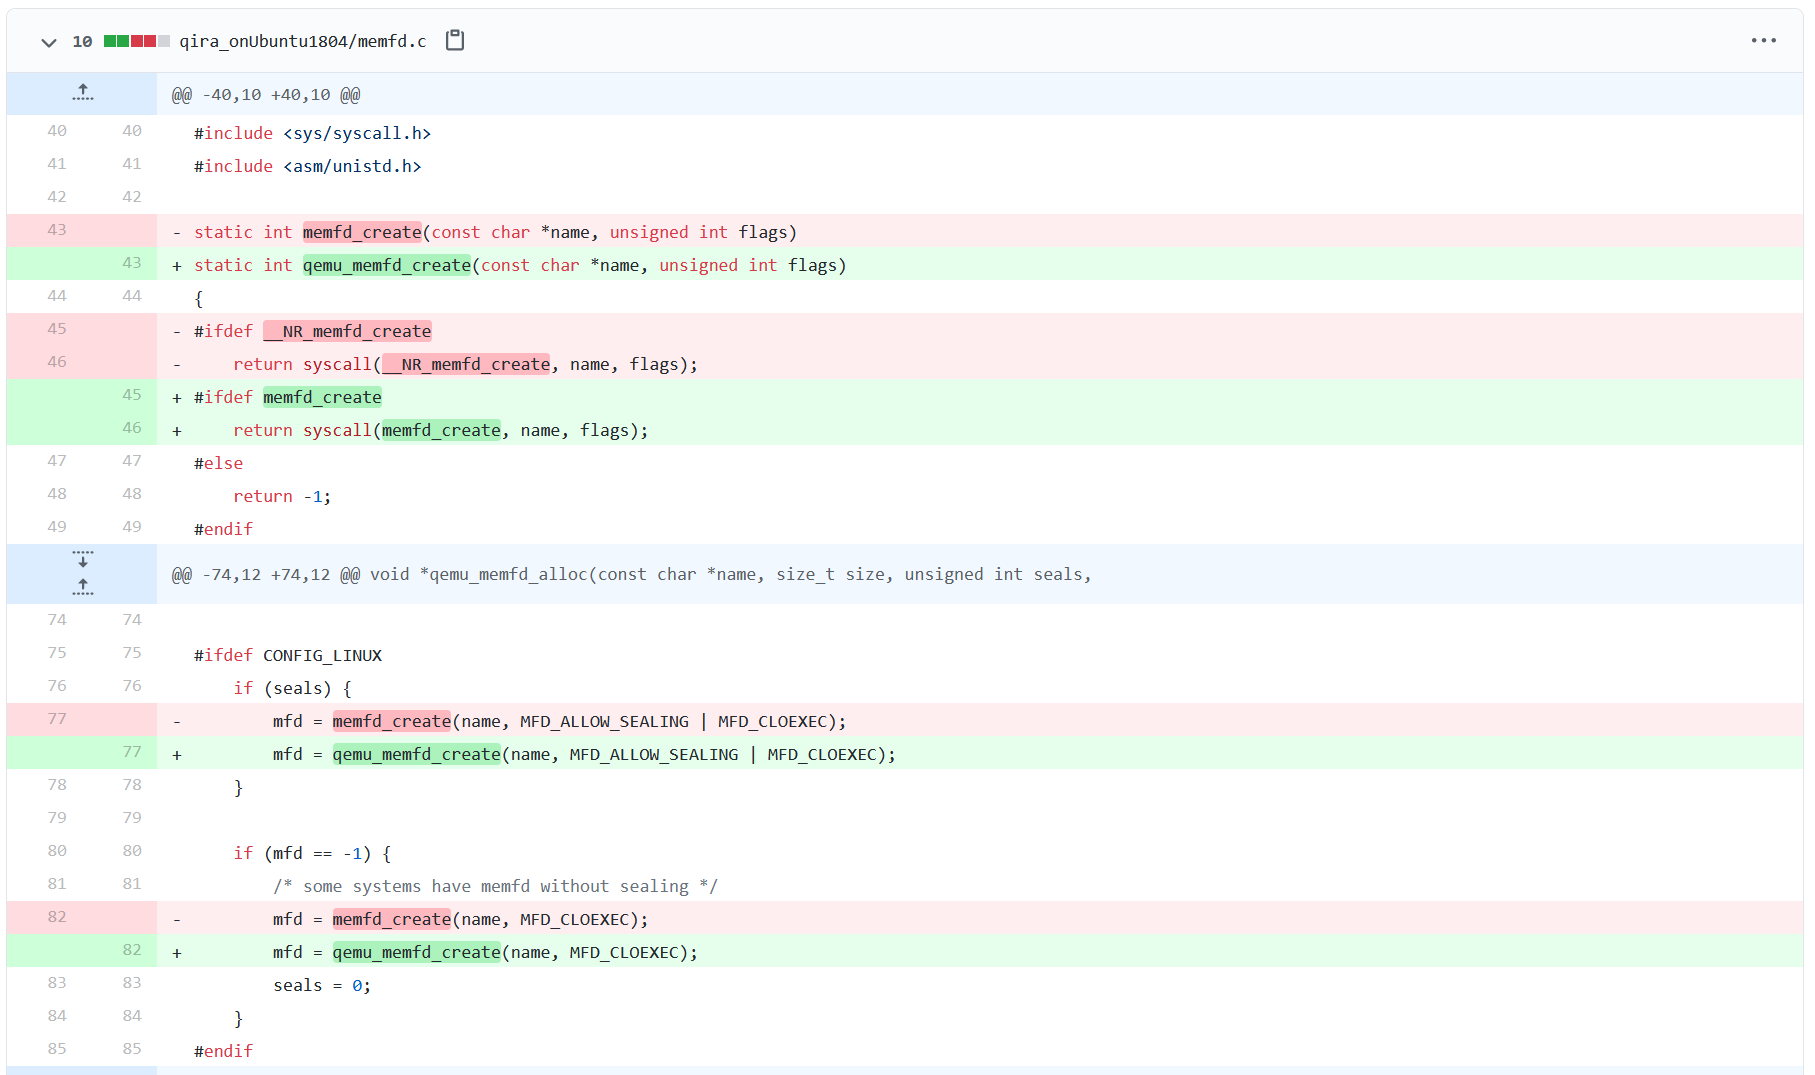 10 qira_onUbuntu1804/memfd.c
@@ -40,10 +40,10 @@
40 40 #include <sys/syscall.h>
41 41 #include <asm/unistd.h>
42 42
43 - static int memfd_create(const char *name, unsigned int flags)
43 + static int qemu_memfd_create(const char *name, unsigned int flags)
44 44 {
45 - #ifdef __NR_memfd_create
46 -     return syscall(__NR_memfd_create, name, flags);
45 + #ifdef memfd_create
46 +     return syscall(memfd_create, name, flags);
47 47 #else
48 48     return -1;
49 49 #endif
@@ -74,12 +74,12 @@ void *qemu_memfd_alloc(const char *name, size_t size, unsigned int seals,
74 74
75 75 #ifdef CONFIG_LINUX
76 76     if (seals) {
77 -         mfd = memfd_create(name, MFD_ALLOW_SEALING | MFD_CLOEXEC);
77 +         mfd = qemu_memfd_create(name, MFD_ALLOW_SEALING | MFD_CLOEXEC);
78 78     }
79 79
80 80     if (mfd == -1) {
81 81         /* some systems have memfd without sealing */
82 -         mfd = memfd_create(name, MFD_CLOEXEC);
82 +         mfd = qemu_memfd_create(name, MFD_CLOEXEC);
83 83         seals = 0;
84 84     }
85 85 #endif